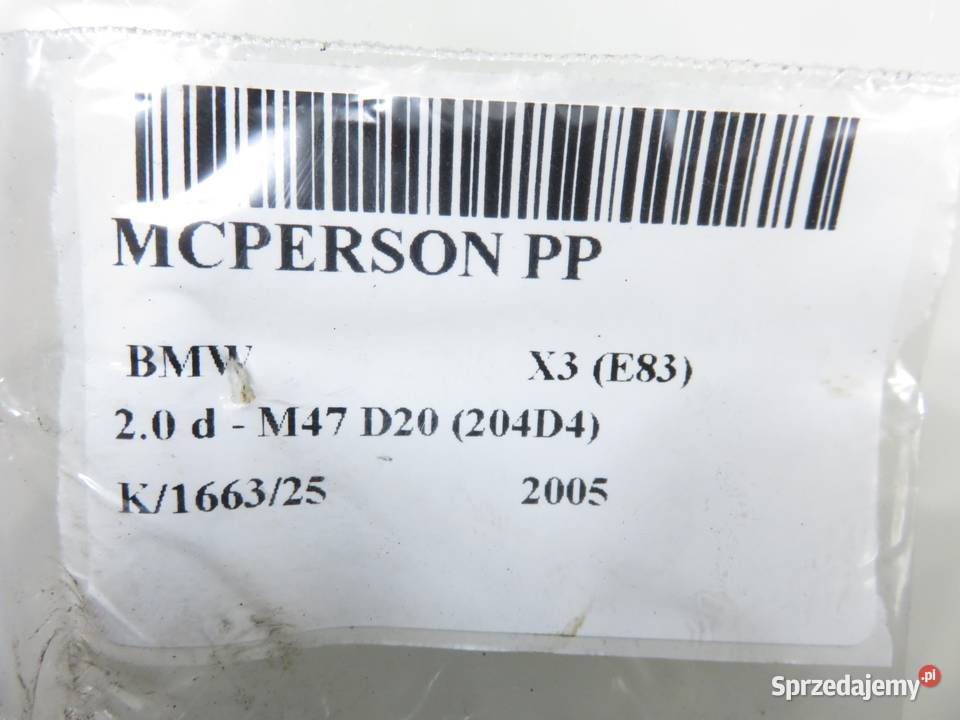 MCPERSON PP
BMW X3 (E83)
2.0 d - M47 D20 (204D4)
K/1663/25 2005
Sprzedajemy.pl